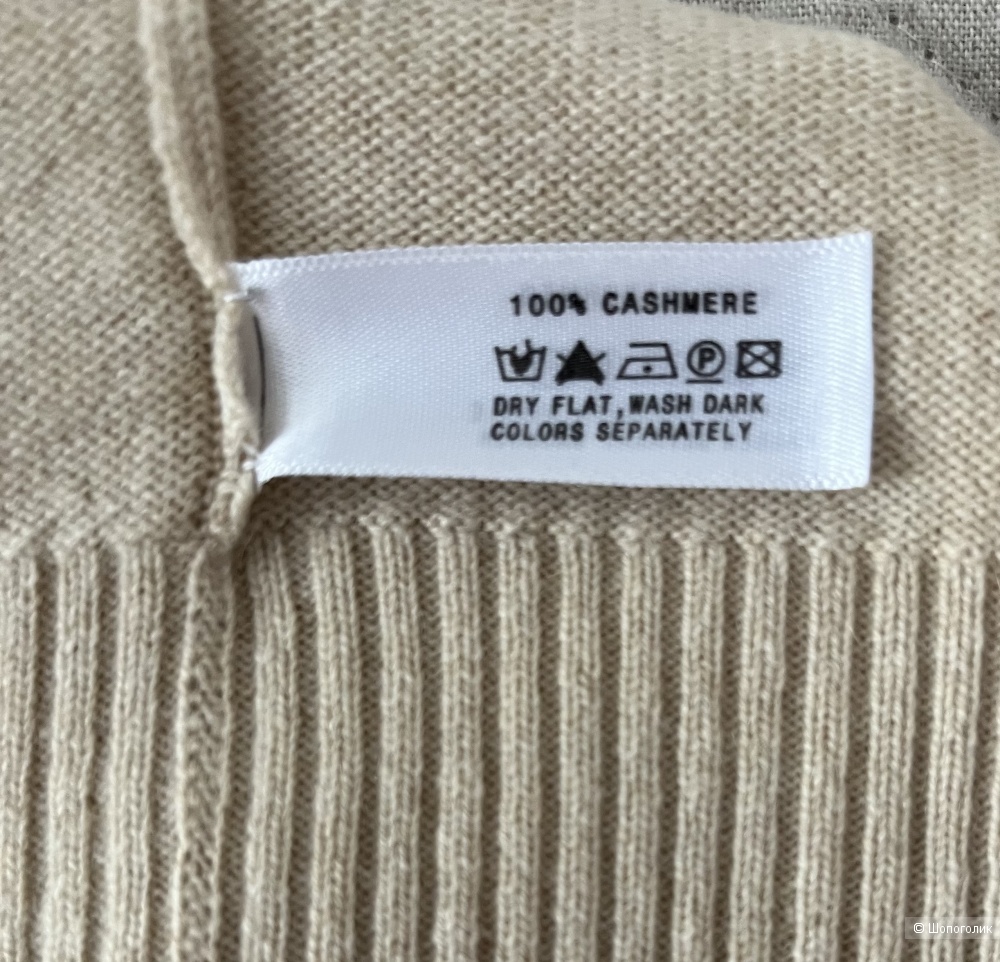 100% CASHMERE
P
DRY FLAT, WASH DARK
COLORS SEPARATELY
© Шопоголик